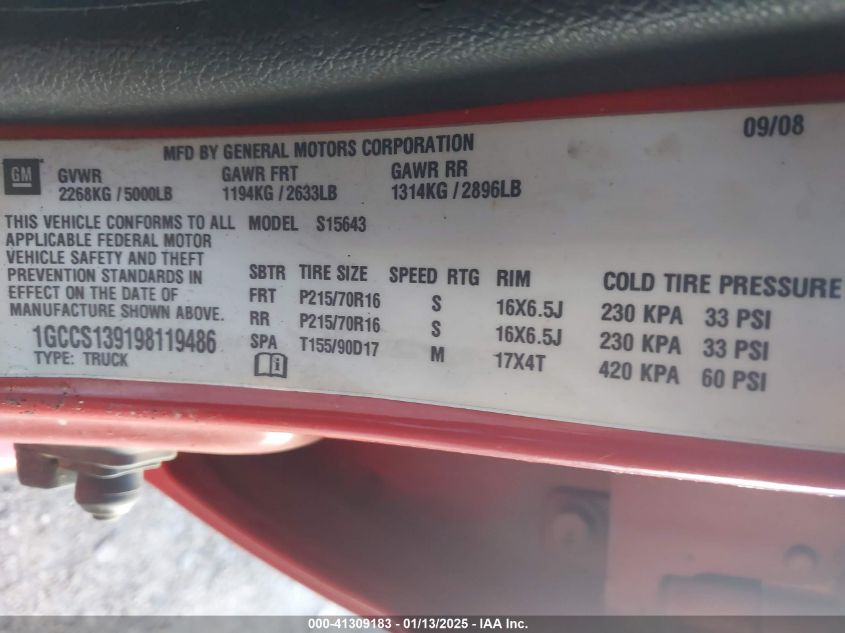 09/08
MFD BY GENERAL MOTORS CORPORATION
GM
GVWR GAWR FRT GAWR RR
2268KG / 5000LB 1194KG / 2633LB 1314KG / 2896LB
THIS VEHICLE CONFORMS TO ALL
APPLICABLE FEDERAL MOTOR
VEHICLE SAFETY AND THEFT
PREVENTION STANDARDS IN
EFFECT ON THE DATE OF
MANUFACTURE SHOWN ABOVE.
1GCCS139198119486
TYPE: TRUCK
MODEL S15643
SBTR TIRE SIZE SPEED RTG RIM COLD TIRE PRESSURE
FRT P215/70R16 S 16X6.5J 230 KPA 33 PSI
RR P215/70R16 S 16X6.5J 230 KPA 33 PSI
SPA T155/90D17 M 17X4T 420 KPA 60 PSI
000-41309183 - 01/13/2025 - IAA Inc.